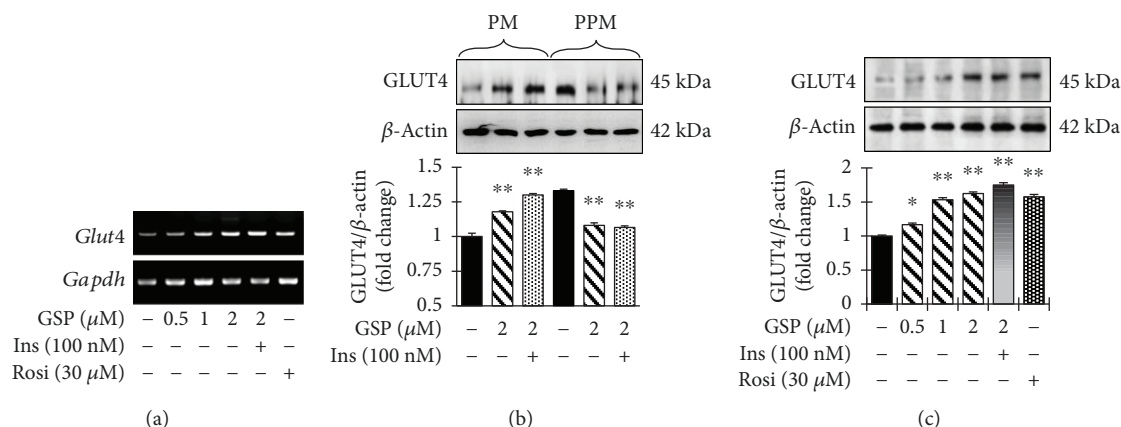 Glut4
Gapdh
GSP (μM) – 0.5 1 2 2 –
Ins (100 nM) – – – – + –
Rosi (30 μM) – – – – – +
(a)
PM PPM
GLUT4 45 kDa
β-Actin 42 kDa
GLUT4/β-actin
(fold change)
1.5
1.25
1
0.75
0.5
** ** ** **
GSP (μM) – 2 2 – 2 2
Ins (100 nM) – – + – – +
(b)
GLUT4 45 kDa
β-Actin 42 kDa
GLUT4/β-actin
(fold change)
2
1.5
1
0.5
0
* ** ** ** **
GSP (μM) – 0.5 1 2 2 –
Ins (100 nM) – – – – + –
Rosi (30 μM) – – – – – +
(c)